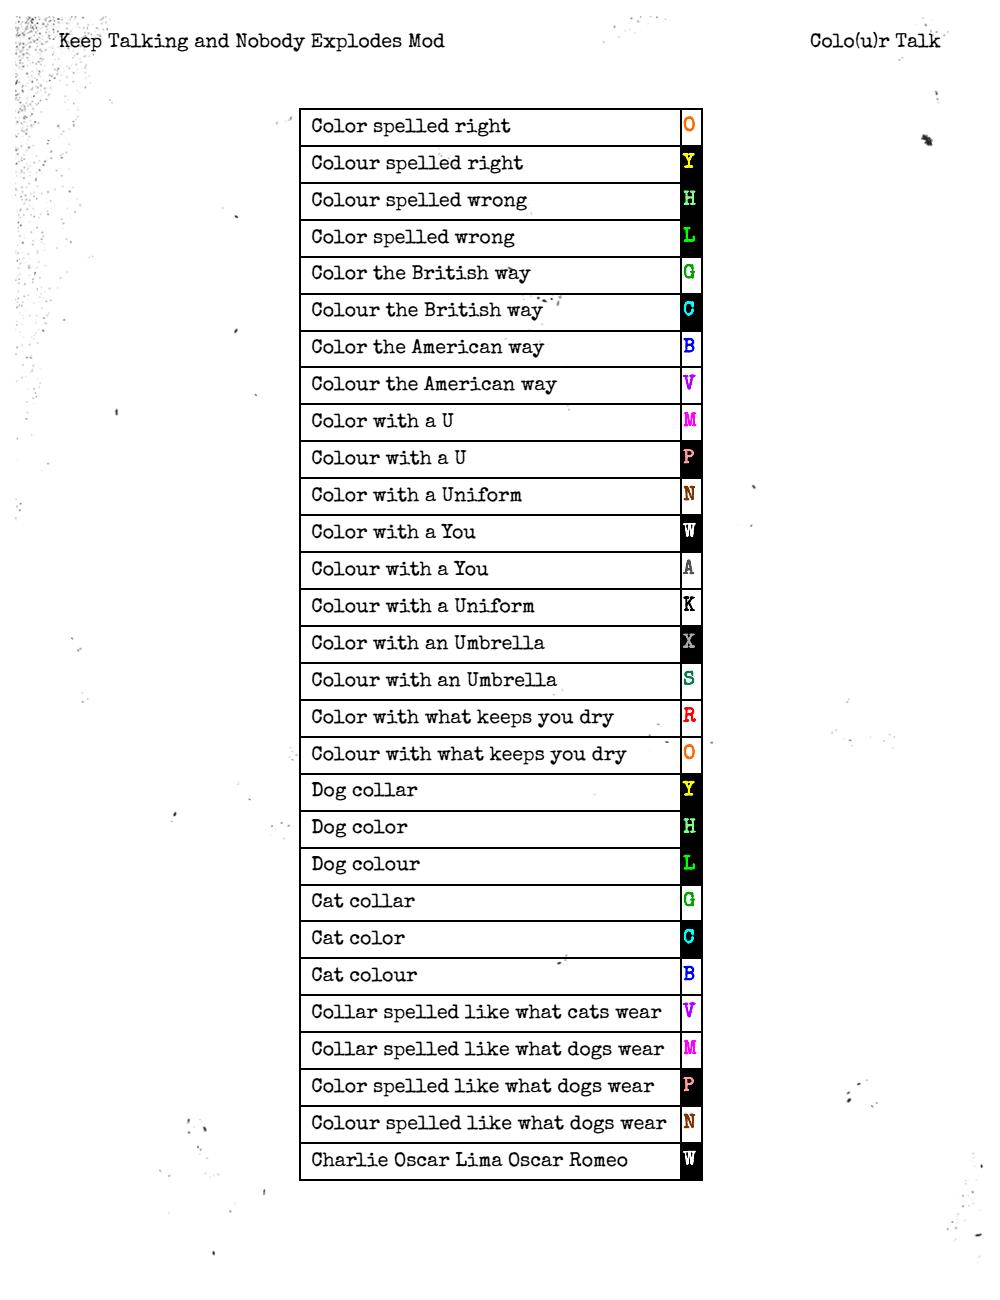 Keep Talking and Nobody Explodes Mod Colo(u)r Talk
Color spelled right O
Colour spelled right Y
Colour spelled wrong H
Color spelled wrong L
Color the British way G
Colour the British way C
Color the American way B
Colour the American way V
Color with a U M
Colour with a U P
Color with a Uniform N
Color with a You W
Colour with a You A
Colour with a Uniform K
Color with an Umbrella X
Colour with an Umbrella S
Color with what keeps you dry R
Colour with what keeps you dry O
Dog collar Y
Dog color H
Dog colour L
Cat collar G
Cat color C
Cat colour B
Collar spelled like what cats wear V
Collar spelled like what dogs wear M
Color spelled like what dogs wear P
Colour spelled like what dogs wear N
Charlie Oscar Lima Oscar Romeo W